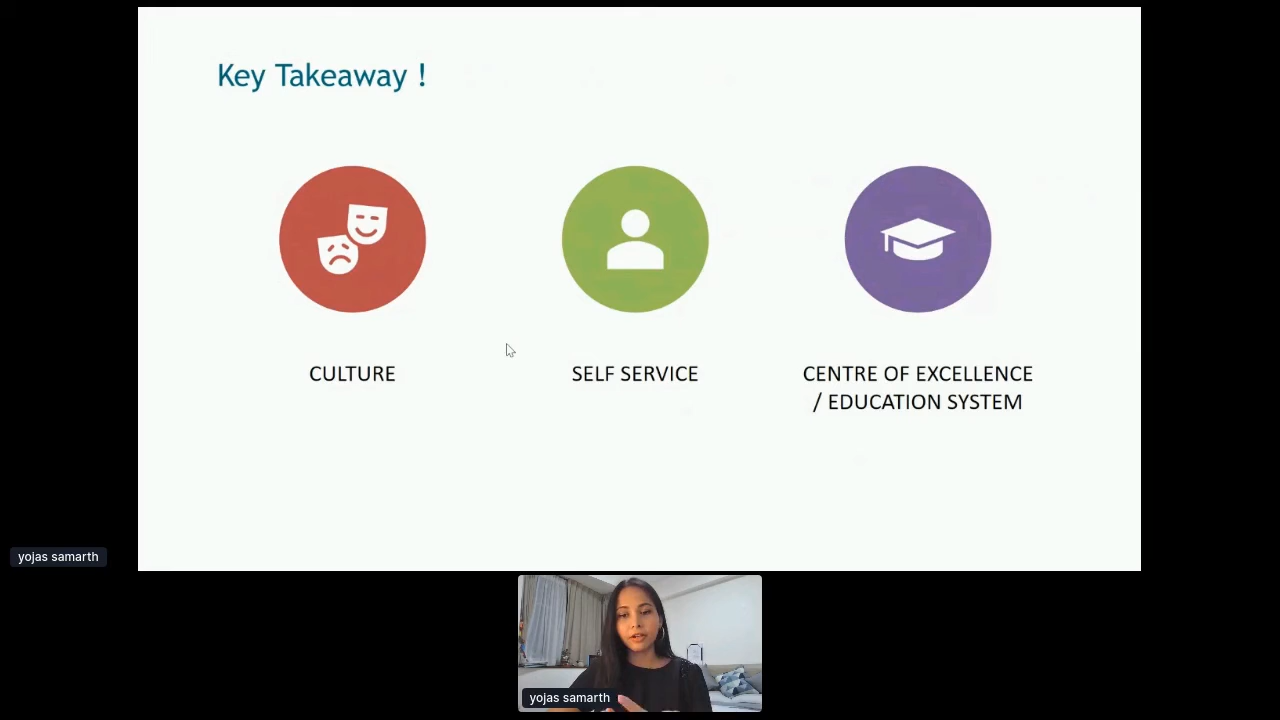 Key Takeaway !
CULTURE
SELF SERVICE
CENTRE OF EXCELLENCE
/ EDUCATION SYSTEM
yojas samarth
yojas samarth